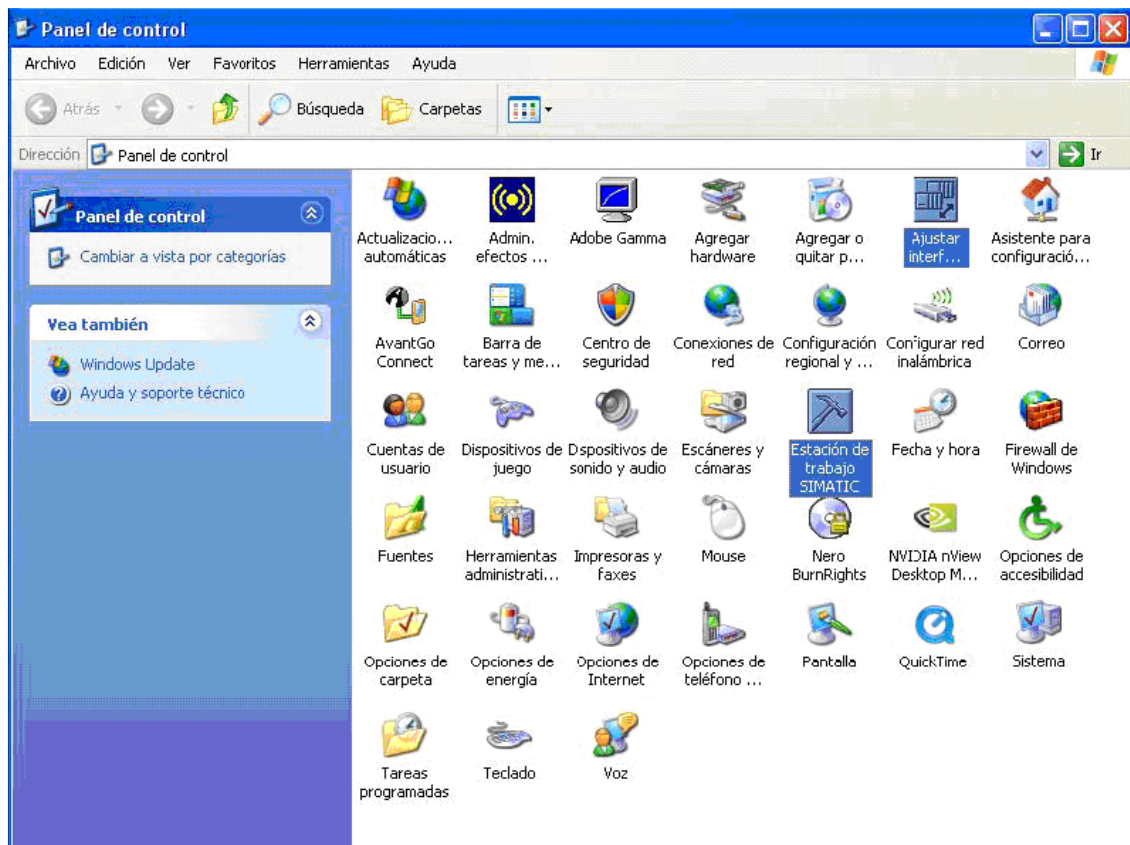 Panel de control
Archivo Edición Ver Favoritos Herramientas Ayuda
Atrás Búsqueda Carpetas
Dirección Panel de control Ir
Panel de control
Cambiar a vista por categorías
Vea también
Windows Update
Ayuda y soporte técnico
Actualizacio...
automáticas
Admin.
efectos ...
Adobe Gamma
Agregar
hardware
Agregar o
quitar p...
Ajustar
interf...
Asistente para
configuració...
AvantGo
Connect
Barra de
tareas y me...
Centro de
seguridad
Conexiones de
red
Configuración
regional y ...
Configurar red
inalámbrica
Correo
Cuentas de
usuario
Dispositivos de
juego
Dispositivos de
sonido y audio
Escáneres y
cámaras
Estación de
trabajo
SIMATIC
Fecha y hora
Firewall de
Windows
Fuentes
Herramientas
administrati...
Impresoras y
faxes
Mouse
Nero
BurnRights
NVIDIA nView
Desktop M...
Opciones de
accesibilidad
Opciones de
carpeta
Opciones de
energía
Opciones de
Internet
Opciones de
teléfono ...
Pantalla
QuickTime
Sistema
Tareas
programadas
Teclado
Voz